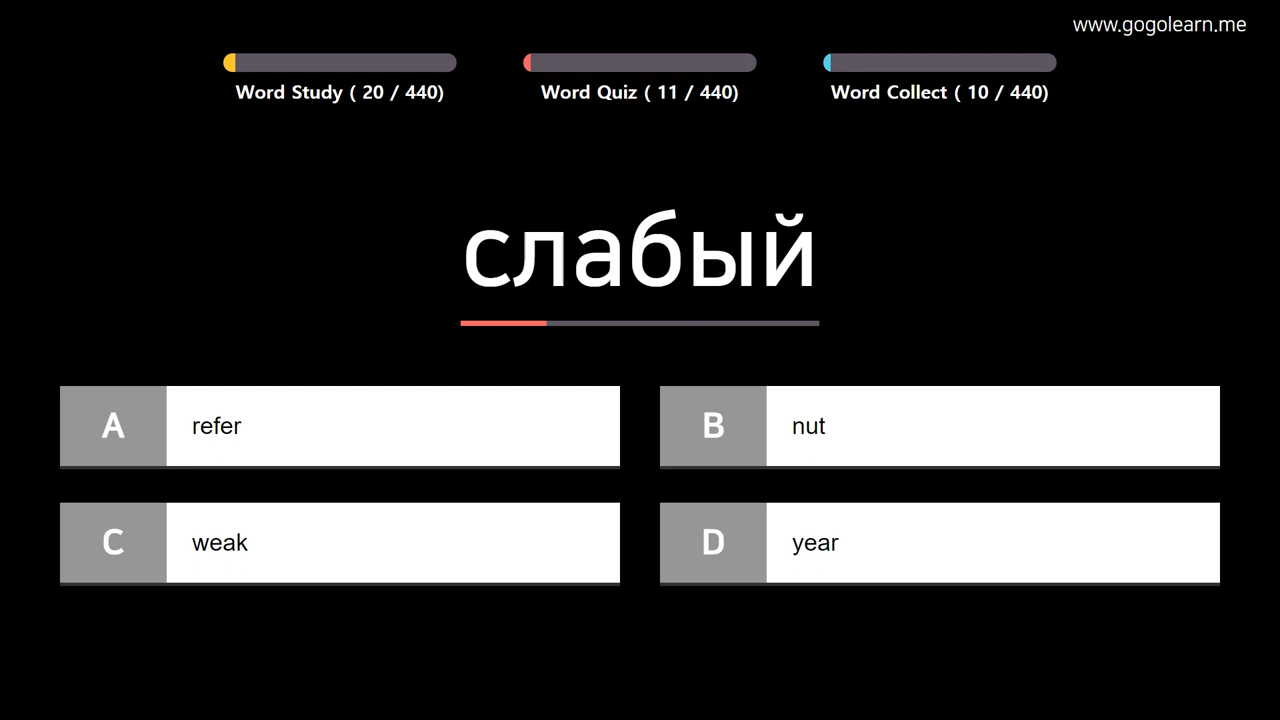 www.gogolearn.me
Word Study ( 20 / 440)
Word Quiz ( 11 / 440)
Word Collect ( 10 / 440)
слабый
A refer
B nut
C weak
D year